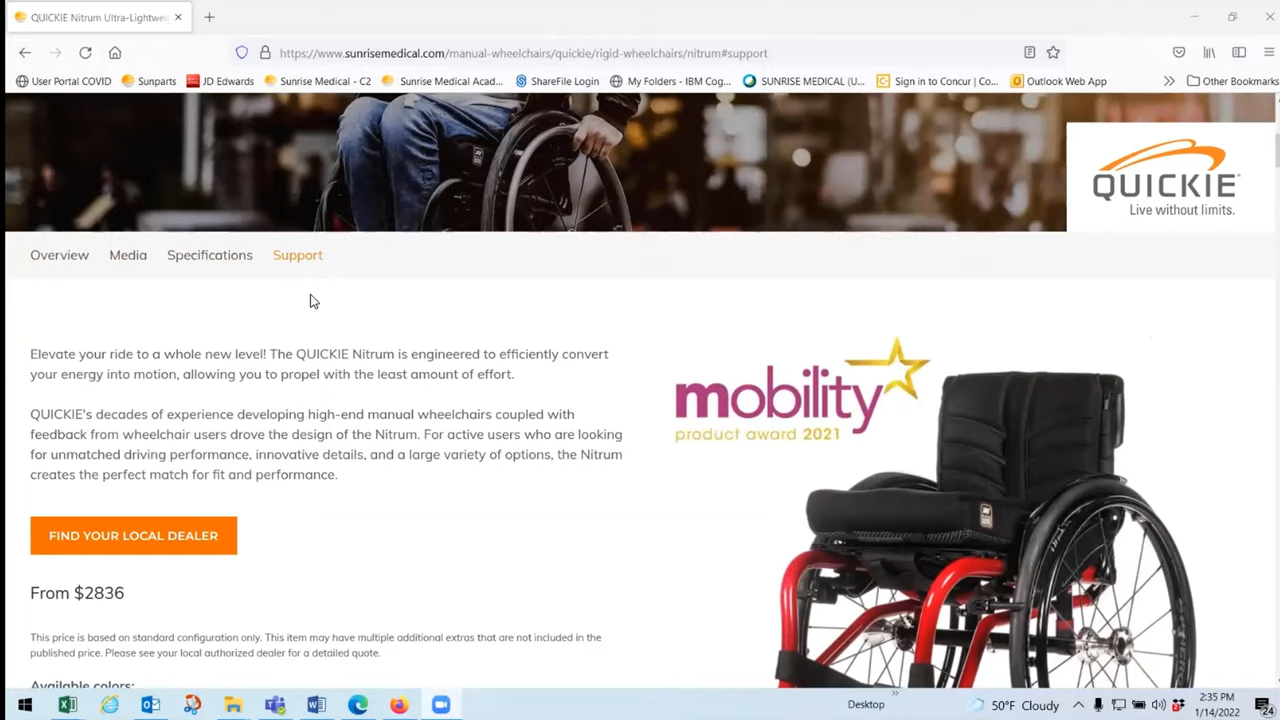 QUICKIE Nitrum Ultra-Lightwei
https://www.sunrisemedical.com/manual-wheelchairs/quickie/rigid-wheelchairs/nitrum#support
User Portal COVID
Sunparts
JD Edwards
Sunrise Medical - C2
Sunrise Medical Acad...
ShareFile Login
My Folders - IBM Cog...
SUNRISE MEDICAL (U...
Sign in to Concur | Co...
Outlook Web App
Other Bookmarks
QUICKIE
Live without limits.
Overview
Media
Specifications
Support
Elevate your ride to a whole new level! The QUICKIE Nitrum is engineered to efficiently convert
your energy into motion, allowing you to propel with the least amount of effort.
QUICKIE's decades of experience developing high-end manual wheelchairs coupled with
feedback from wheelchair users drove the design of the Nitrum. For active users who are looking
for unmatched driving performance, innovative details, and a large variety of options, the Nitrum
creates the perfect match for fit and performance.
mobility
product award 2021
FIND YOUR LOCAL DEALER
From $2836
This price is based on standard configuration only. This item may have multiple additional extras that are not included in the
published price. Please see your local authorized dealer for a detailed quote.
Available colors:
Desktop
50°F Cloudy
2:35 PM
1/14/2022
24